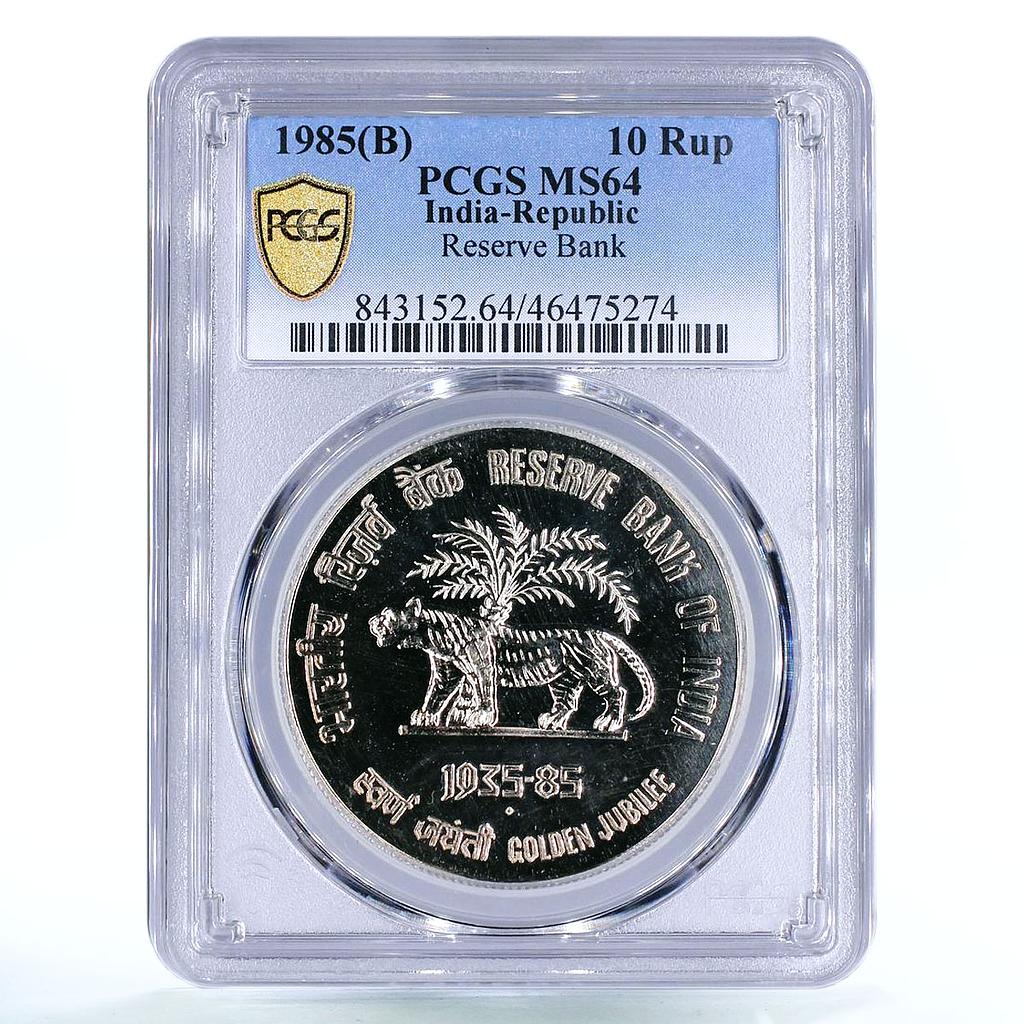 1985(B) 10 Rup
PCGS MS64
India-Republic
Reserve Bank
PCGS
843152.64/46475274
भारतीय रिज़र्व बैंक RESERVE BANK OF INDIA
1935-85
स्वर्ण जयंती GOLDEN JUBILEE